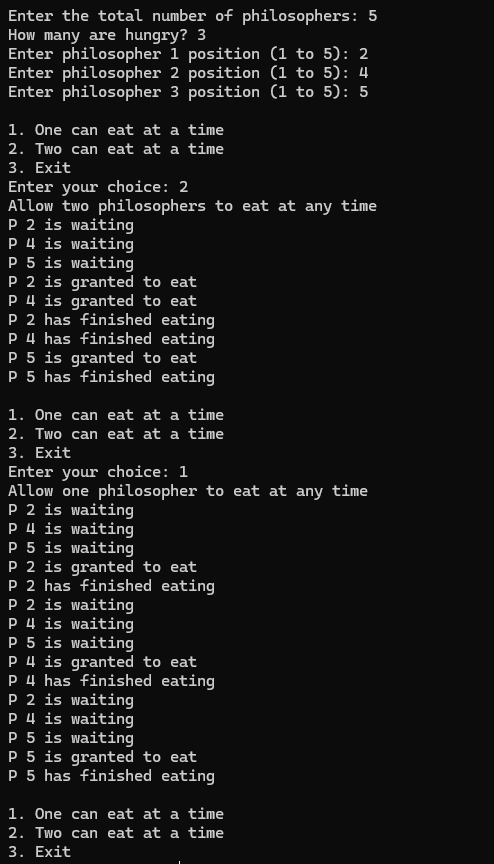 Enter the total number of philosophers: 5
How many are hungry? 3
Enter philosopher 1 position (1 to 5): 2
Enter philosopher 2 position (1 to 5): 4
Enter philosopher 3 position (1 to 5): 5

1. One can eat at a time
2. Two can eat at a time
3. Exit
Enter your choice: 2
Allow two philosophers to eat at any time
P 2 is waiting
P 4 is waiting
P 5 is waiting
P 2 is granted to eat
P 4 is granted to eat
P 2 has finished eating
P 4 has finished eating
P 5 is granted to eat
P 5 has finished eating

1. One can eat at a time
2. Two can eat at a time
3. Exit
Enter your choice: 1
Allow one philosopher to eat at any time
P 2 is waiting
P 4 is waiting
P 5 is waiting
P 2 is granted to eat
P 2 has finished eating
P 2 is waiting
P 4 is waiting
P 5 is waiting
P 4 is granted to eat
P 4 has finished eating
P 2 is waiting
P 4 is waiting
P 5 is waiting
P 5 is granted to eat
P 5 has finished eating

1. One can eat at a time
2. Two can eat at a time
3. Exit